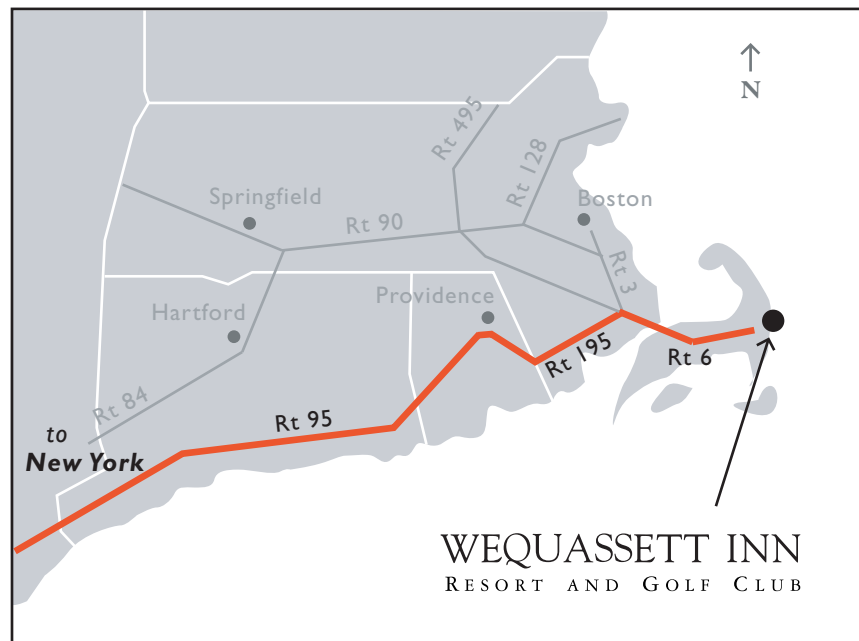 N
Rt 495
Rt 128
Springfield
Boston
Rt 90
Rt 3
Hartford
Providence
Rt 195
Rt 6
Rt 84
Rt 95
to
New York
WEQUASSETT INN
RESORT AND GOLF CLUB